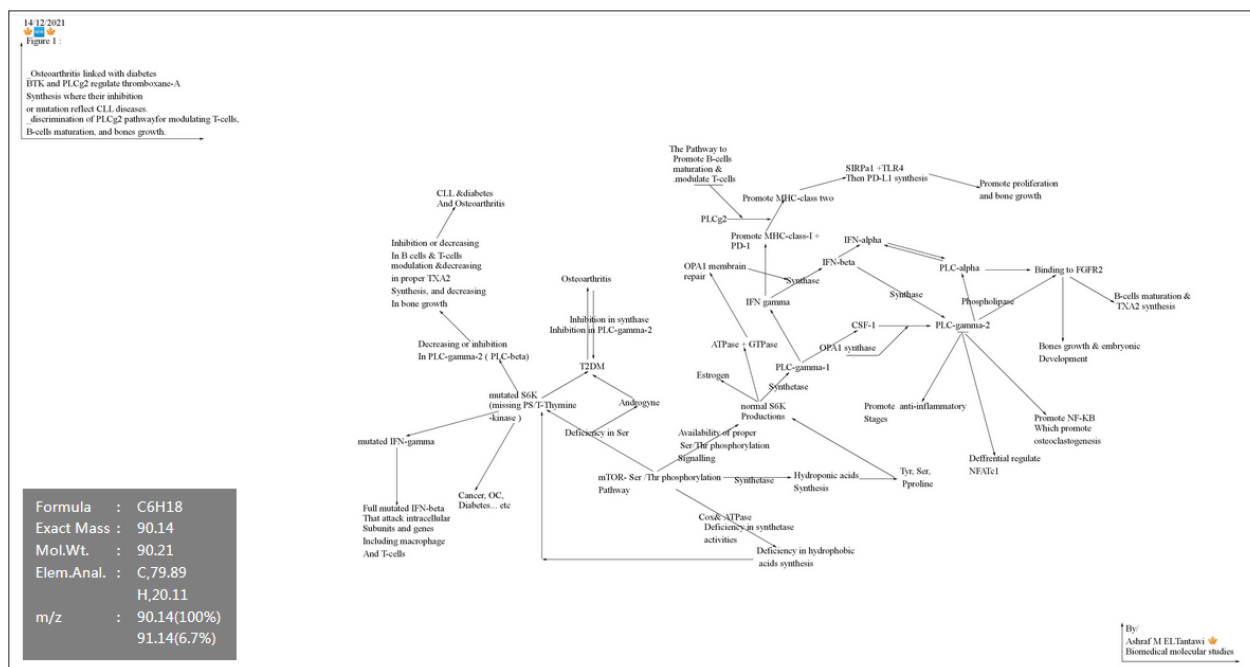 14/12/2021
Figure 1 :
_Osteoarthritis linked with diabetes
BTK and PLCg2 regulate thromboxane-A
Synthesis where their inhibition
or mutation reflect CLL diseases.
_discrimination of PLCg2 pathwayfor modulating T-cells,
B-cells maturation, and bones growth.
The Pathway to
Promote B-cells
maturation &
.modulate T-cells
SIRPa1 +TLR4
Then PD-L1 synthesis
Promote proliferation
and bone growth
Promote MHC-class two
PLCg2
Promote MHC-class-I +
PD-1
CLL &diabetes
And Osteoarthritis
Inhibition or decreasing
In B cells & T-cells
modulation &decreasing
in proper TXA2
Synthesis, and decreasing
In bone growth
IFN-alpha
IFN-beta
OPA1 membrain
repair
Synthase
PLC-alpha
Binding to FGFR2
Osteoarthritis
IFN gamma
Synthase
Phospholipase
B-cells maturation &
TXA2 synthesis
Inhibition in synthase
Inhibition in PLC-gamma-2
CSF-1
PLC-gamma-2
ATPase + GTPase
OPA1 synthase
Bones growth & embryonic
Development
Decreasing or inhibition
In PLC-gamma-2 ( PLC-beta)
T2DM
PLC-gamma-1
Estrogen
Synthetase
mutated S6K
(missing PS/T-Thymine
-kinase )
Androgyne
normal S6K
Productions
Promote anti-inflammatory
Stages
Promote NF-KB
Which promote
osteoclastogenesis
mutated IFN-gamma
Deficiency in Ser
Availability of proper
Ser/Thr phosphorylation
Signalling
Deffrential regulate
NFATc1
mTOR- Ser /Thr phosphorylation
Pathway
Synthetase
Hydroponic acids
Synthesis
Tyr, Ser,
Pproline
Cancer, OC,
Diabetes... etc
Full mutated IFN-beta
That attack intracellular
Subunits and genes
Including macrophage
And T-cells
Cox& ATPase
Deficiency in synthetase
activities
Deficiency in hydrophobic
acids synthesis
Formula : C6H18
Exact Mass : 90.14
Mol.Wt. : 90.21
Elem.Anal. : C,79.89
H,20.11
m/z : 90.14(100%)
91.14(6.7%)
By/
Ashraf M ELTantawi
Biomedical molecular studies